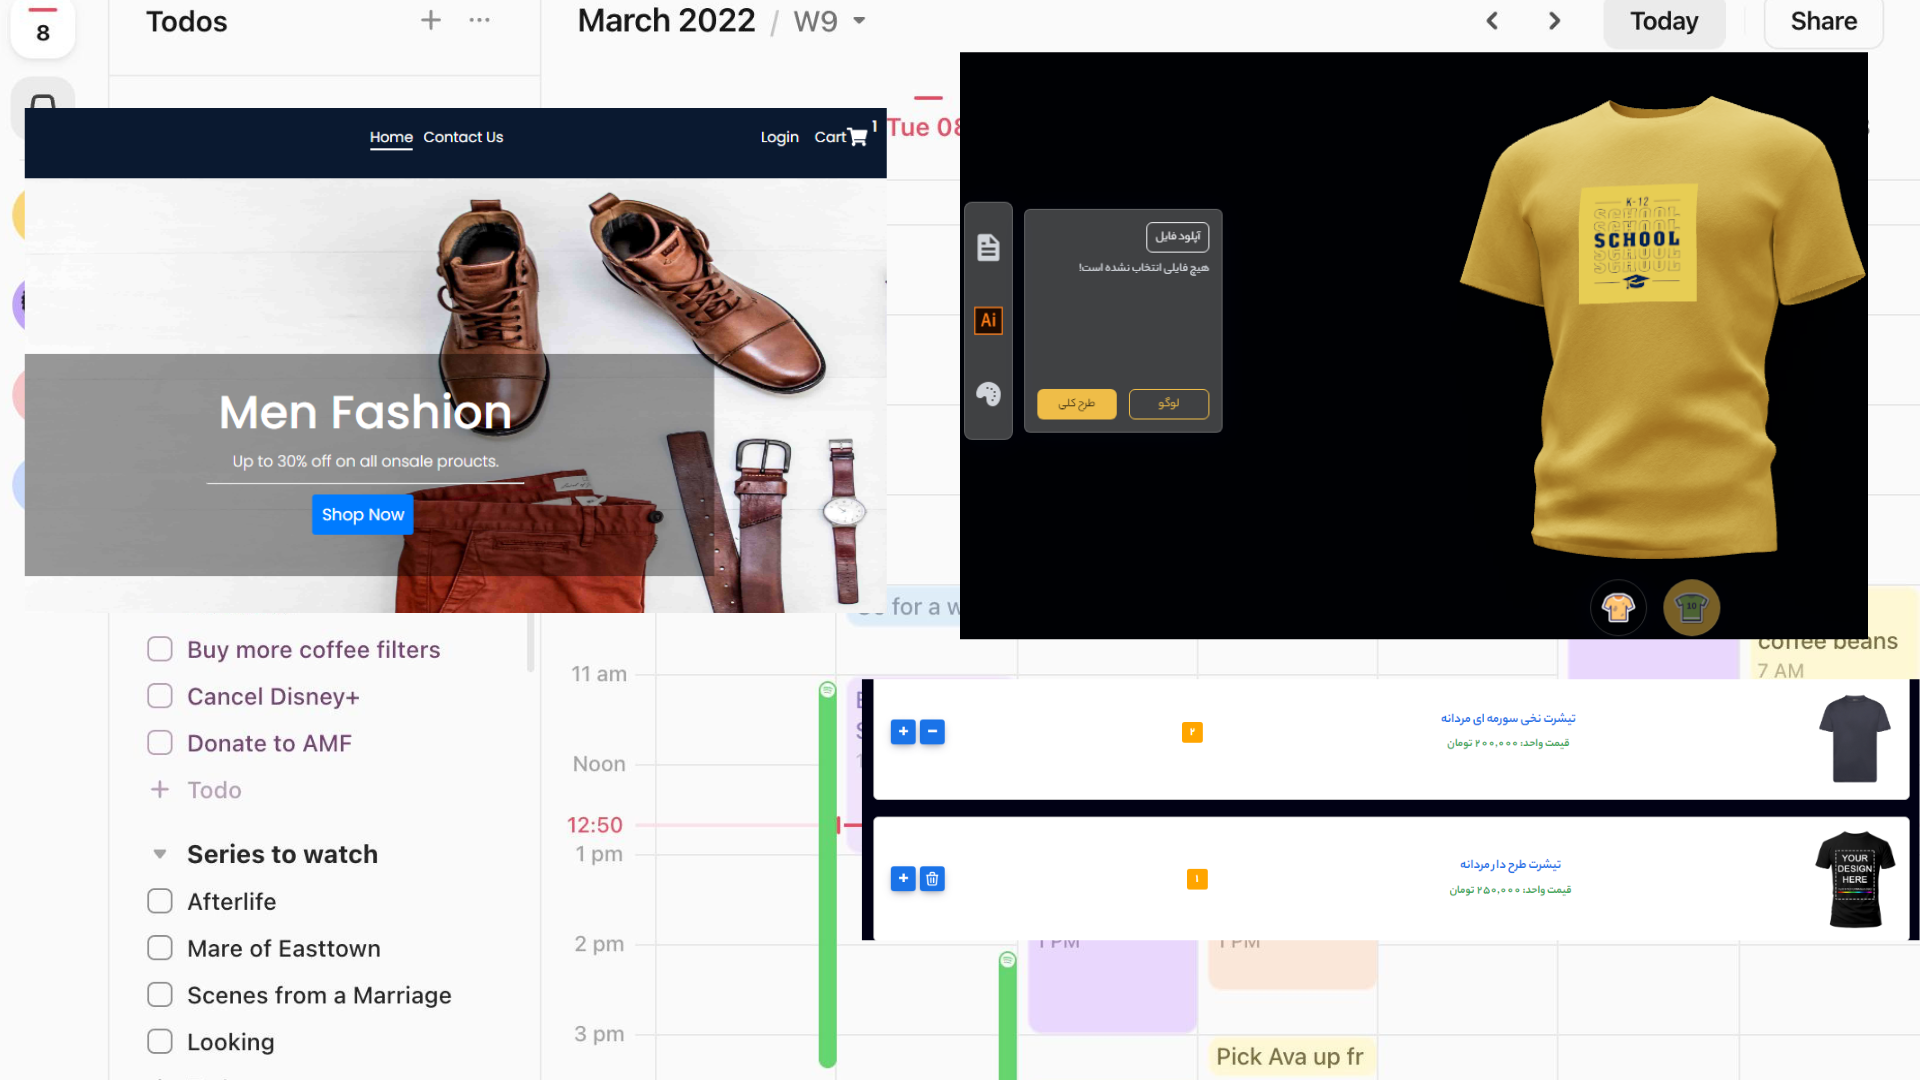 8
Todos
March 2022 / W9
Today
Share
Tue 08
Home
Contact Us
Login
Cart
1
Men Fashion
Up to 30% off on all onsale proucts.
Shop Now
آپلود فایل
هیچ فایلی انتخاب نشده است!
Ai
لوگو
طرح کلی
K-12
SCHOOL
SCHOOL
SCHOOL
SCHOOL
SCHOOL
10
for a w
coffee beans
7 AM
Buy more coffee filters
Cancel Disney+
Donate to AMF
Todo
Series to watch
Afterlife
Mare of Easttown
Scenes from a Marriage
Looking
11 am
Noon
12:50
1 pm
2 pm
3 pm
تیشرت نخی سورمه ای مردانه
قیمت واحد: ۲۰۰,۰۰۰ تومان
۲
تیشرت طرح دار مردانه
قیمت واحد: ۲۵۰,۰۰۰ تومان
۱
YOUR
DESIGN
HERE
1 PM
1 PM
Pick Ava up fr